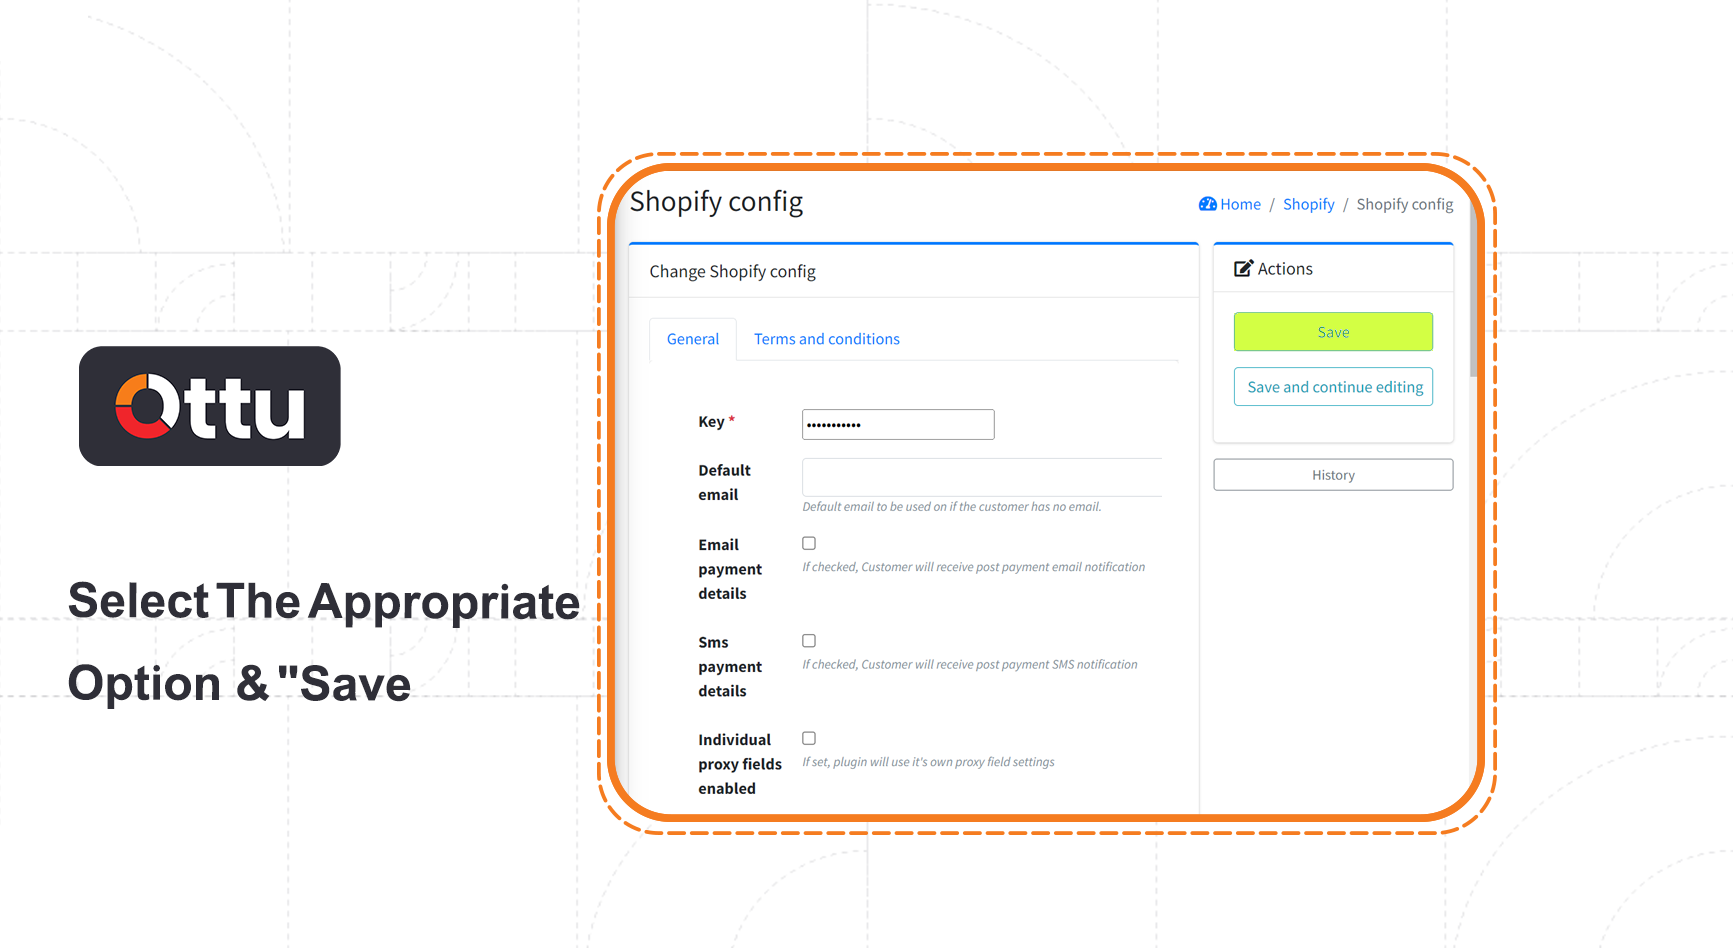 ottu
Select The Appropriate
Option & "Save
Shopify config
Home / Shopify / Shopify config
Change Shopify config
General
Terms and conditions
Key *
•••••••••••
Default
email
Default email to be used on if the customer has no email.
Email
payment
details
If checked, Customer will receive post payment email notification
Sms
payment
details
If checked, Customer will receive post payment SMS notification
Individual
proxy fields
enabled
If set, plugin will use it's own proxy field settings
Actions
Save
Save and continue editing
History